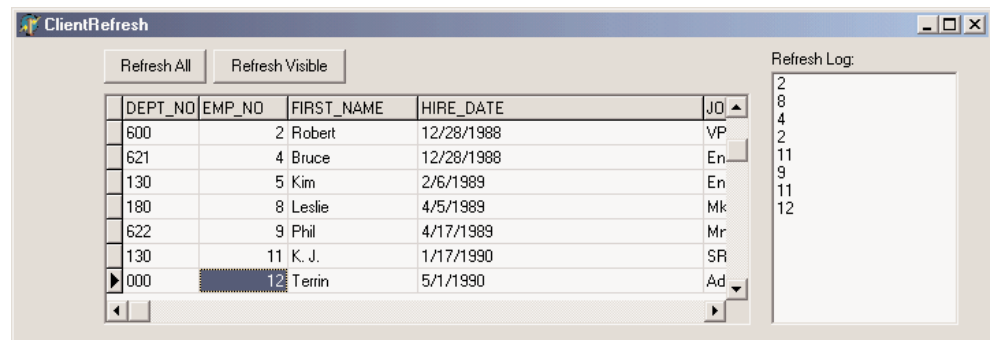 ClientRefresh
Refresh All Refresh Visible
DEPT_NO EMP_NO FIRST_NAME HIRE_DATE JO
600 2 Robert 12/28/1988 VP
621 4 Bruce 12/28/1988 En
130 5 Kim 2/6/1989 En
180 8 Leslie 4/5/1989 Mk
622 9 Phil 4/17/1989 Mr
130 11 K. J. 1/17/1990 SR
000 12 Terrin 5/1/1990 Ad
Refresh Log:
2
8
4
2
11
9
11
12